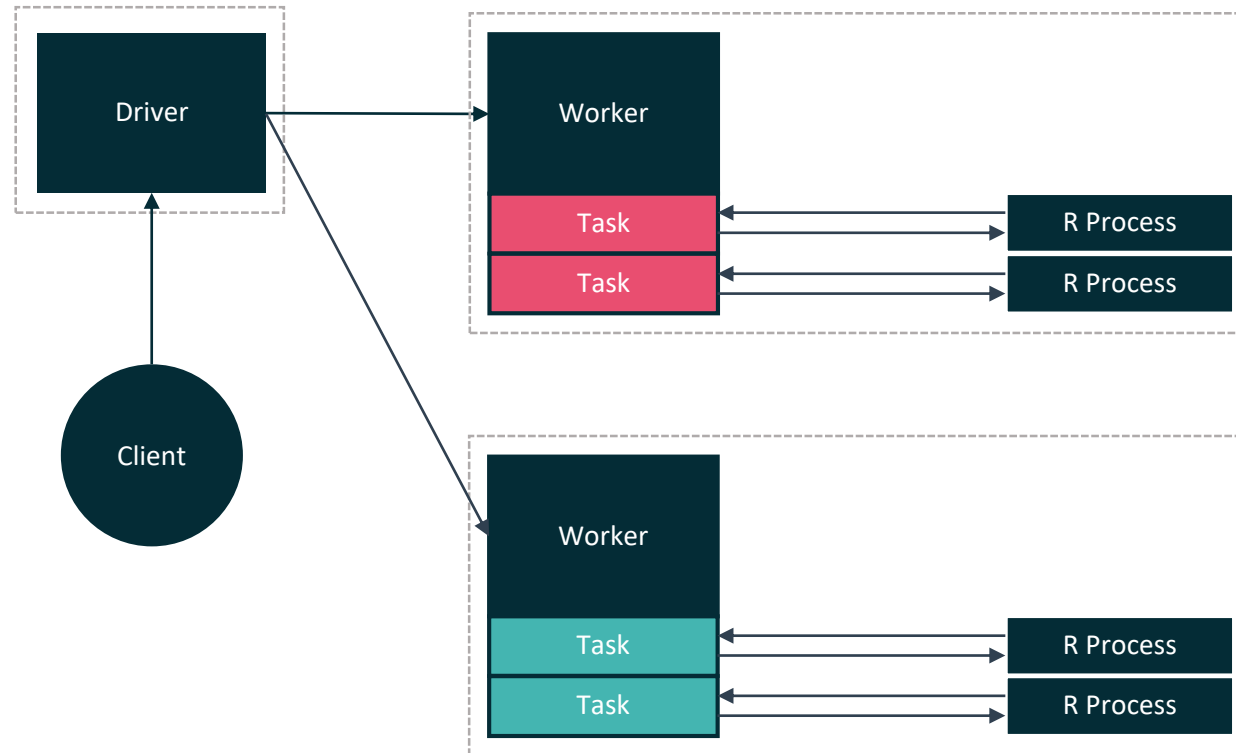 Driver
Worker
Task
R Process
Task
R Process
Client
Worker
Task
R Process
Task
R Process